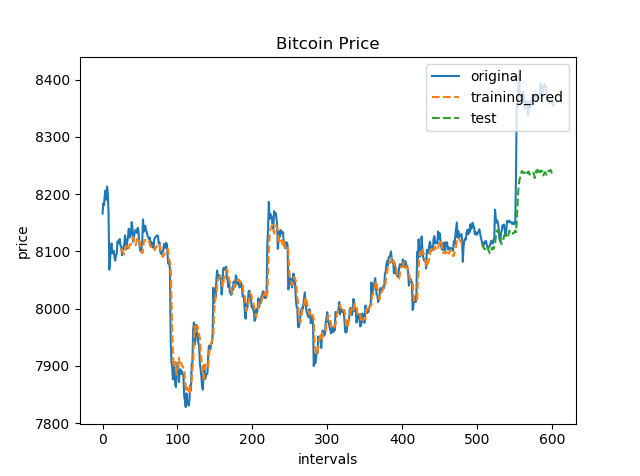 Bitcoin Price
original
training_pred
test
8400
8300
8200
8100
8000
7900
7800
price
0 100 200 300 400 500 600
intervals